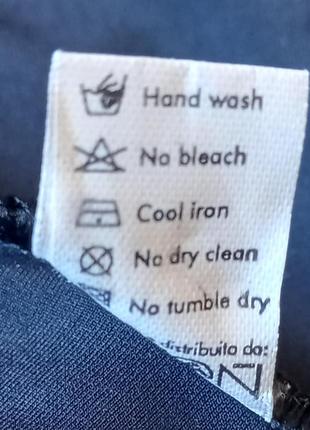 Hand wash
No bleach
Cool iron
No dry clean
No tumble dry
distribuito da: